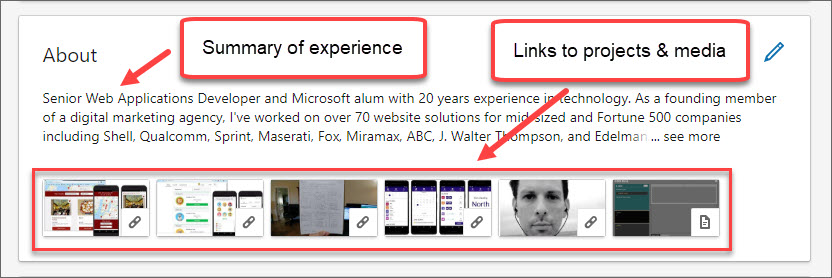 About
Summary of experience
Links to projects & media
Senior Web Applications Developer and Microsoft alum with 20 years experience in technology. As a founding member
of a digital marketing agency, I've worked on over 70 website solutions for mid-sized and Fortune 500 companies
including Shell, Qualcomm, Sprint, Maserati, Fox, Miramax, ABC, J. Walter Thompson, and Edelman ... see more
North